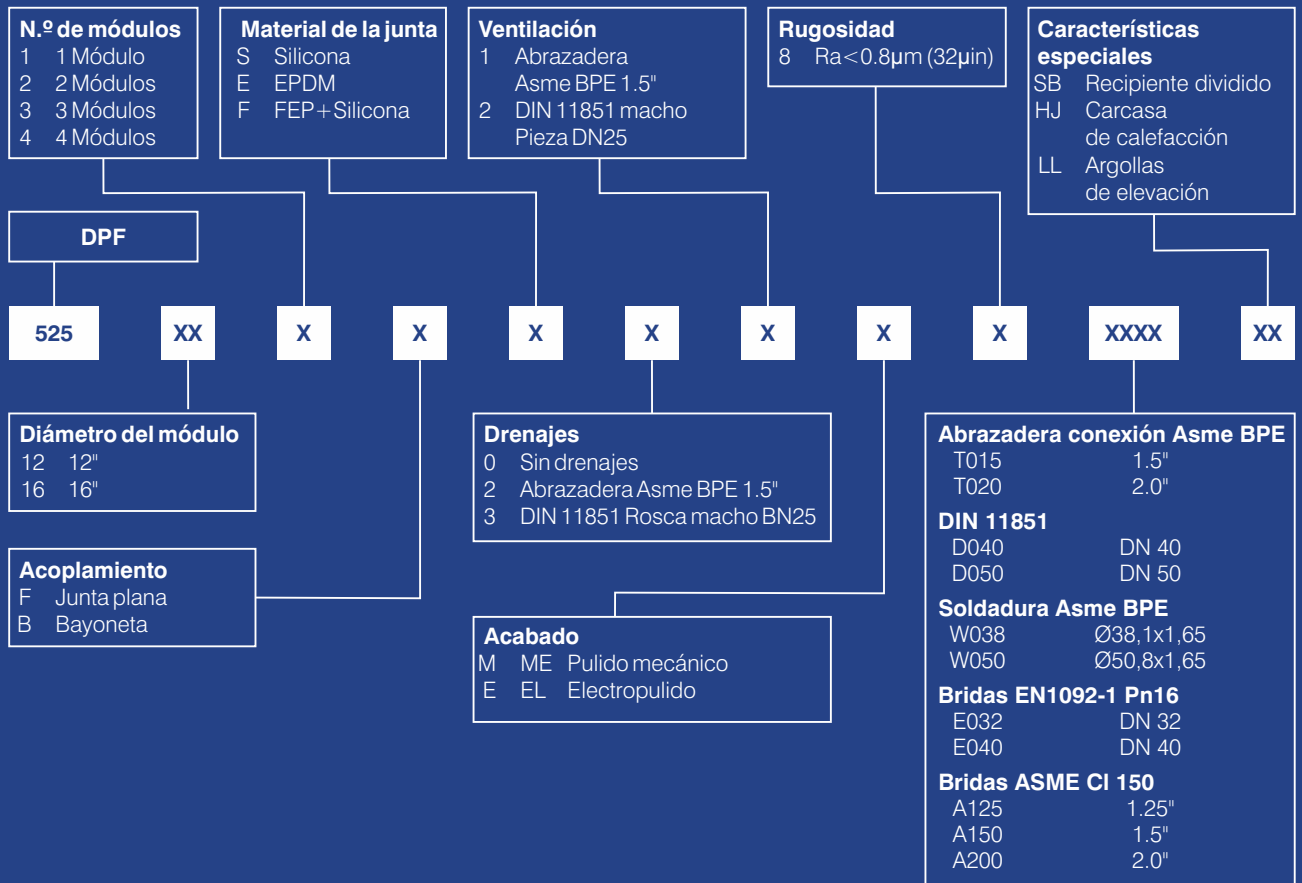 N.º de módulos
1 1 Módulo
2 2 Módulos
3 3 Módulos
4 4 Módulos
Material de la junta
S Silicona
E EPDM
F FEP+Silicona
Ventilación
1 Abrazadera
Asme BPE 1.5"
2 DIN 11851 macho
Pieza DN25
Rugosidad
8 Ra<0.8µm (32µin)
Características
especiales
SB Recipiente dividido
HJ Carcasa
de calefacción
LL Argollas
de elevación
DPF
525 XX X X X X X X X XXXX XX
Diámetro del módulo
12 12"
16 16"
Acoplamiento
F Junta plana
B Bayoneta
Drenajes
0 Sin drenajes
2 Abrazadera Asme BPE 1.5"
3 DIN 11851 Rosca macho BN25
Acabado
M ME Pulido mecánico
E EL Electropulido
Abrazadera conexión Asme BPE
T015 1.5"
T020 2.0"
DIN 11851
D040 DN 40
D050 DN 50
Soldadura Asme BPE
W038 Ø38,1x1,65
W050 Ø50,8x1,65
Bridas EN1092-1 Pn16
E032 DN 32
E040 DN 40
Bridas ASME Cl 150
A125 1.25"
A150 1.5"
A200 2.0"